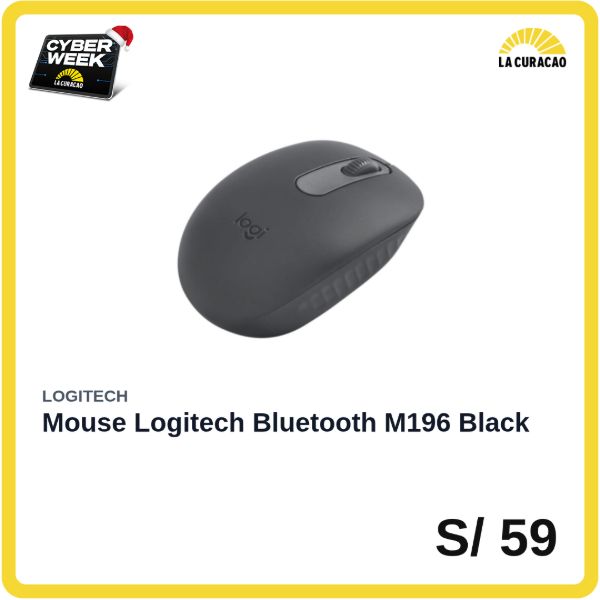 CYBER
WEEK
LA CURACAO
LA CURACAO
logi
LOGITECH
Mouse Logitech Bluetooth M196 Black
S/ 59